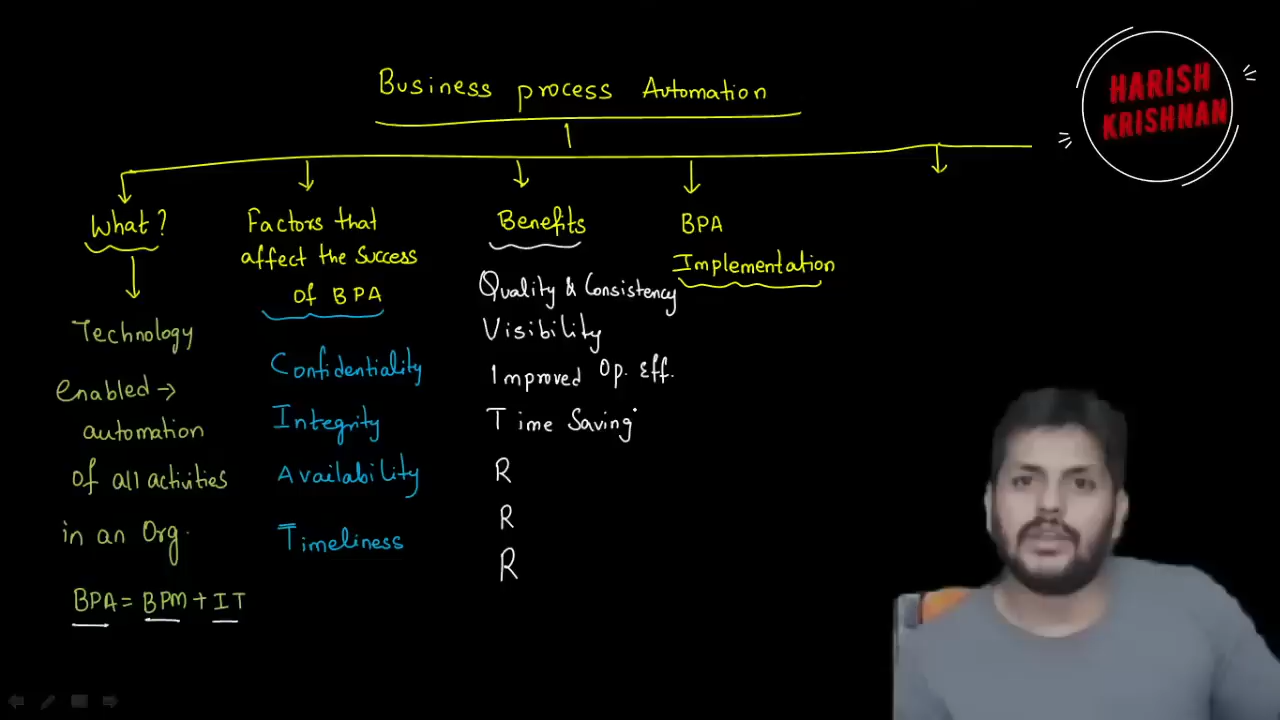 Business process Automation
HARISH
KRISHNAN
What?
Technology
enabled →
automation
of all activities
in an Org.
BPA = BPM + IT
Factors that
affect the Success
of BPA
Confidentiality
Integrity
Availability
Timeliness
Benefits
Quality & Consistency
Visibility
Improved Op. Eff.
Time Saving
R
R
R
BPA
Implementation